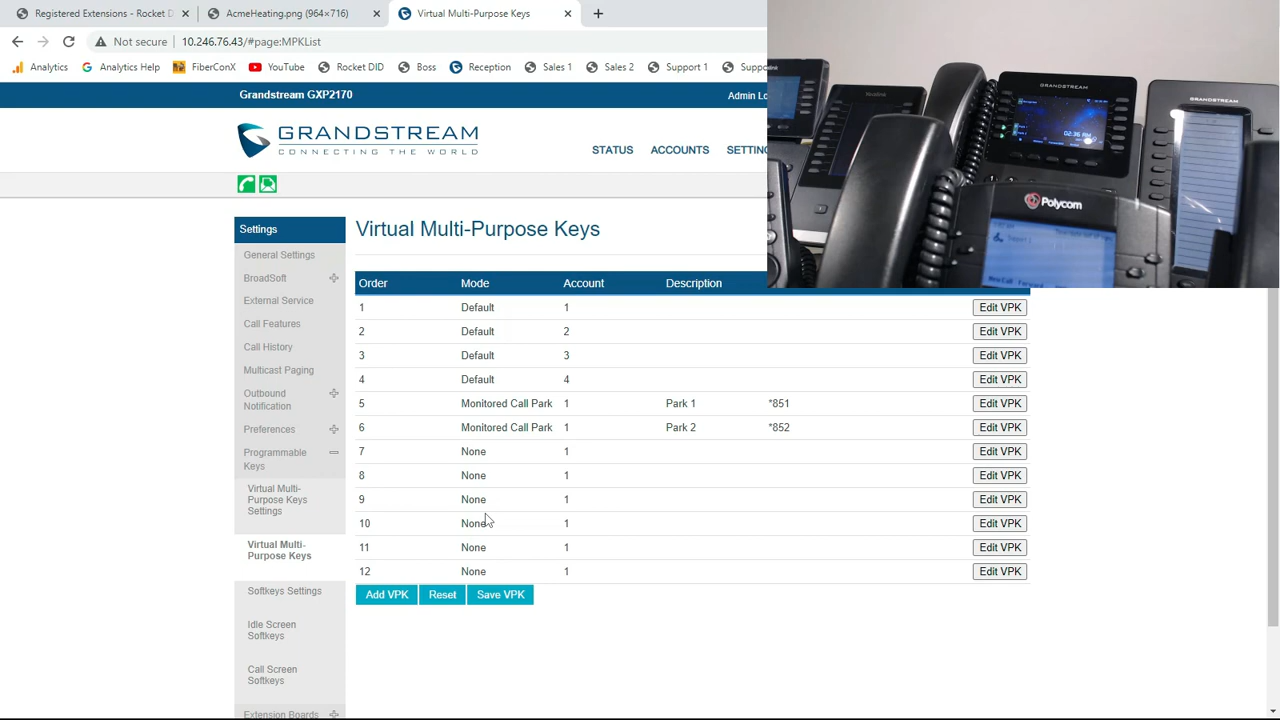 Registered Extensions - Rocket D
AcmeHeating.png (964×716)
Virtual Multi-Purpose Keys
Not secure
10.246.76.43/#page:MPKList
Analytics
Analytics Help
FiberConX
YouTube
Rocket DID
Boss
Reception
Sales 1
Sales 2
Support 1
Grandstream GXP2170
Admin
GRANDSTREAM
CONNECTING THE WORLD
STATUS
ACCOUNTS
GRANDSTREAM
GRANDSTREAM
02:36 AM
Yealink
Polycom
Settings
General Settings
BroadSoft
External Service
Call Features
Call History
Multicast Paging
Outbound
Notification
Preferences
Programmable
Keys
Virtual Multi-
Purpose Keys
Settings
Virtual Multi-
Purpose Keys
Softkeys Settings
Idle Screen
Softkeys
Call Screen
Softkeys
Extension Boards
Virtual Multi-Purpose Keys
Order Mode Account Description
1 Default 1 Edit VPK
2 Default 2 Edit VPK
3 Default 3 Edit VPK
4 Default 4 Edit VPK
5 Monitored Call Park 1 Park 1 *851 Edit VPK
6 Monitored Call Park 1 Park 2 *852 Edit VPK
7 None 1 Edit VPK
8 None 1 Edit VPK
9 None 1 Edit VPK
10 None 1 Edit VPK
11 None 1 Edit VPK
12 None 1 Edit VPK
Add VPK Reset Save VPK